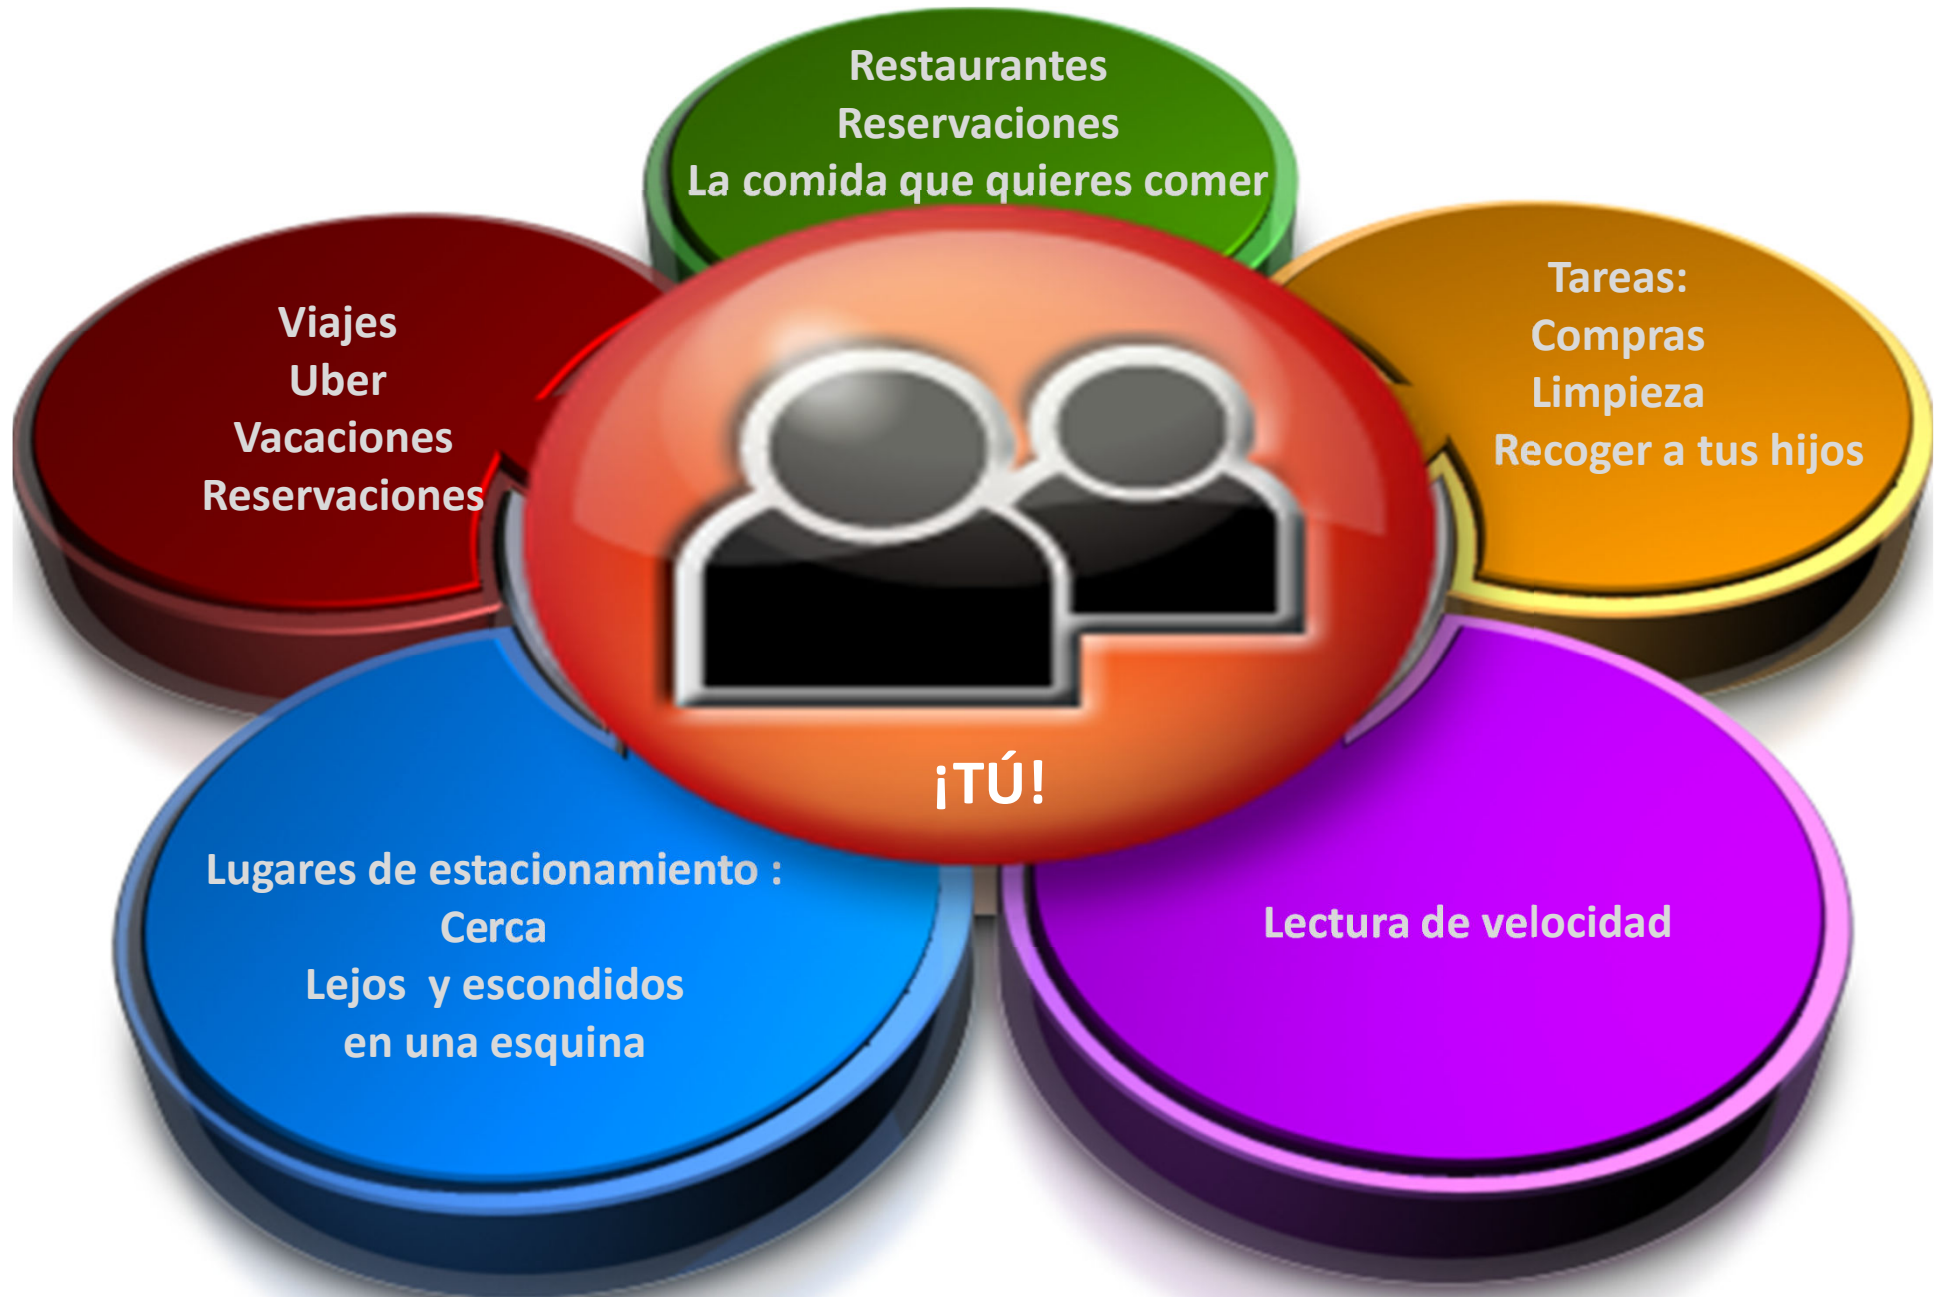 Restaurantes
Reservaciones
La comida que quieres comer
Viajes
Uber
Vacaciones
Reservaciones
Tareas:
Compras
Limpieza
Recoger a tus hijos
¡TÚ!
Lugares de estacionamiento :
Cerca
Lejos  y escondidos
en una esquina
Lectura de velocidad